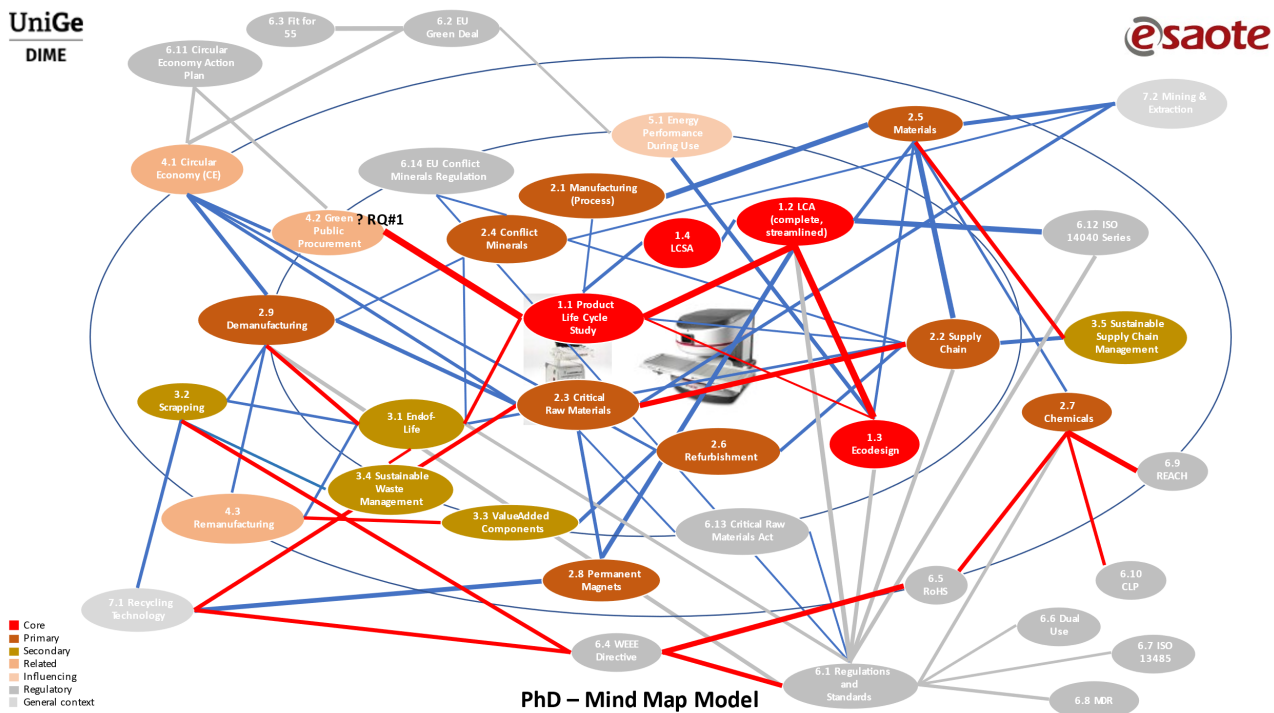 UniGe
DIME
6.3 Fit for
55
6.2 EU
Green Deal
esaote
6.11 Circular
Economy Action
Plan
7.2 Mining &
Extraction
5.1 Energy
Performance
During Use
2.5
Materials
4.1 Circular
Economy (CE)
6.14 EU Conflict
Minerals Regulation
2.1 Manufacturing
(Process)
1.2 LCA
(complete,
streamlined)
4.2 Green
Public
Procurement
? RQ#1
2.4 Conflict
Minerals
1.4
LCSA
6.12 ISO
14040 Series
2.9
Demanufacturing
1.1 Product
Life Cycle
Study
2.2 Supply
Chain
3.5 Sustainable
Supply Chain
Management
3.2
Scrapping
3.1 Endof-
Life
2.3 Critical
Raw Materials
2.7
Chemicals
2.6
Refurbishment
1.3
Ecodesign
6.9
REACH
3.4 Sustainable
Waste
Management
4.3
Remanufacturing
3.3 ValueAdded
Components
6.13 Critical Raw
Materials Act
2.8 Permanent
Magnets
6.5
RoHS
6.10
CLP
7.1 Recycling
Technology
6.4 WEEE
Directive
6.6 Dual
Use
6.7 ISO
13485
6.1 Regulations
and
Standards
6.8 MDR
Core
Primary
Secondary
Related
Influencing
Regulatory
General context
PhD – Mind Map Model